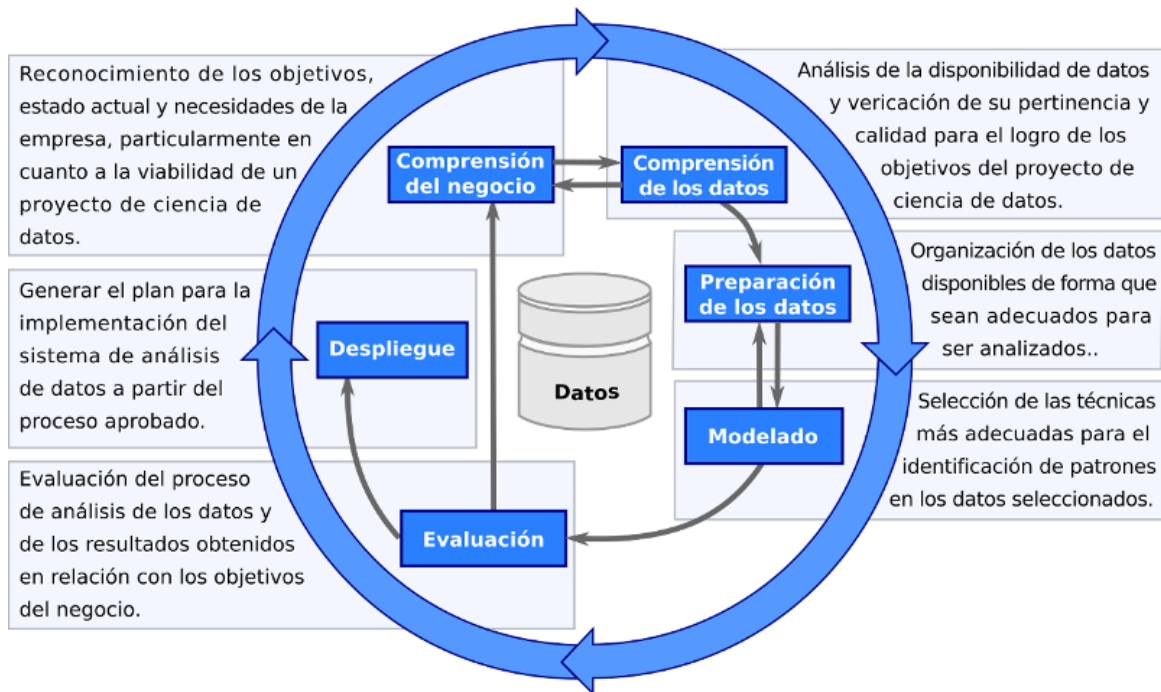 Reconocimiento de los objetivos,
estado actual y necesidades de la
empresa, particularmente en
cuanto a la viabilidad de un
proyecto de ciencia de
datos.
Comprensión
del negocio
Comprensión
de los datos
Análisis de la disponibilidad de datos
y vericación de su pertinencia y
calidad para el logro de los
objetivos del proyecto de
ciencia de datos.
Preparación
de los datos
Organización de los datos
disponibles de forma que
sean adecuados para
ser analizados..
Generar el plan para la
implementación del
sistema de análisis
de datos a partir del
proceso aprobado.
Despliegue
Datos
Modelado
Selección de las técnicas
más adecuadas para el
identificación de patrones
en los datos seleccionados.
Evaluación del proceso
de análisis de los datos y
de los resultados obtenidos
en relación con los objetivos
del negocio.
Evaluación